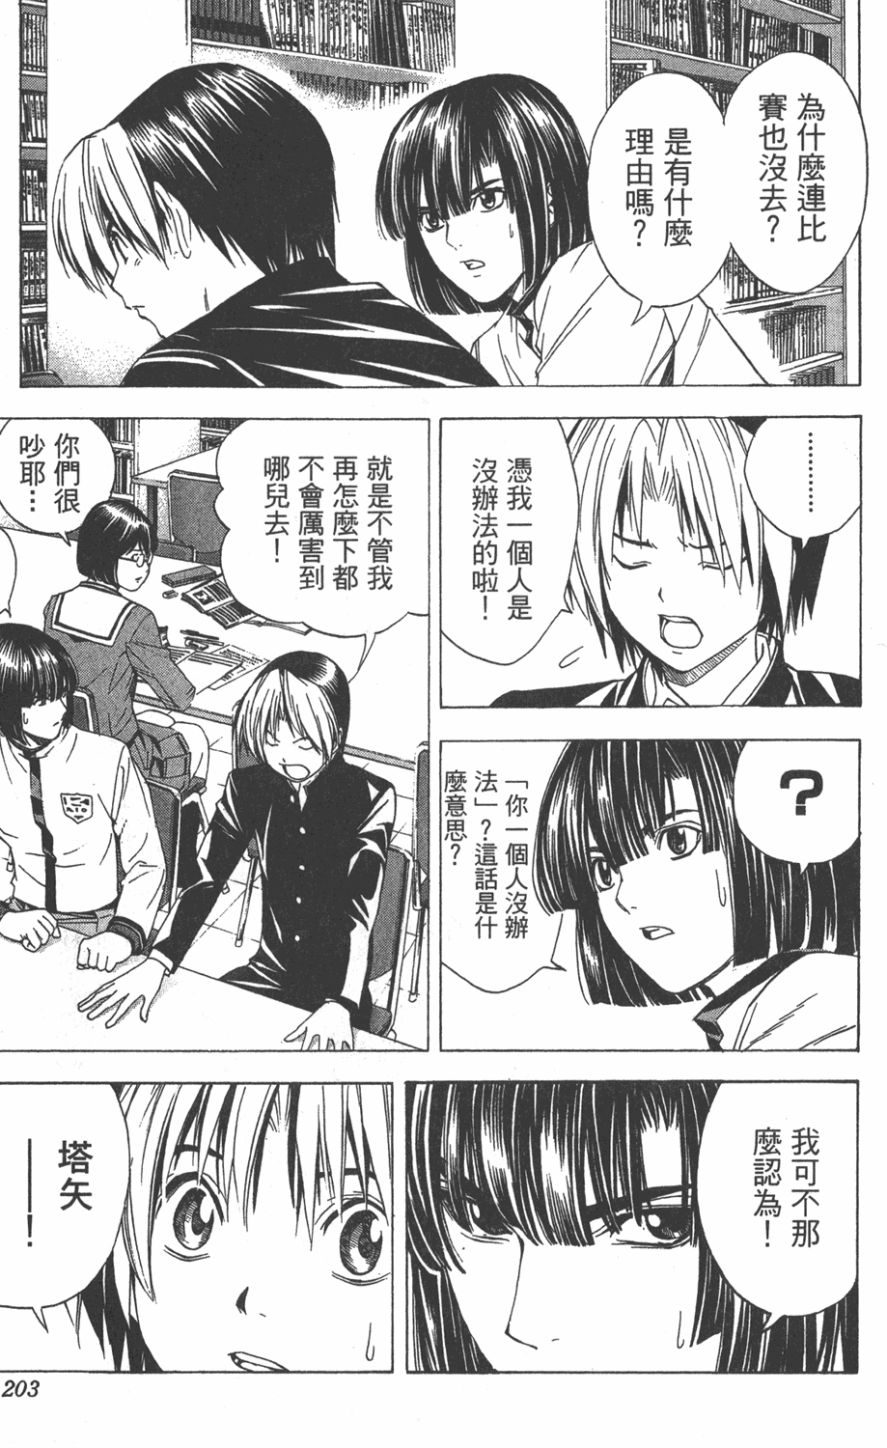 為什麼連比
賽也沒去？
是有什麼
理由嗎？
………
憑我一個人是
沒辦法的啦！
就是不管我
再怎麼下都
不會厲害到
哪兒去！
你們很
吵耶…
？
「你一個人沒辦
法」？這話是什
麼意思？
我可不那
麼認為！
塔矢
──！
203